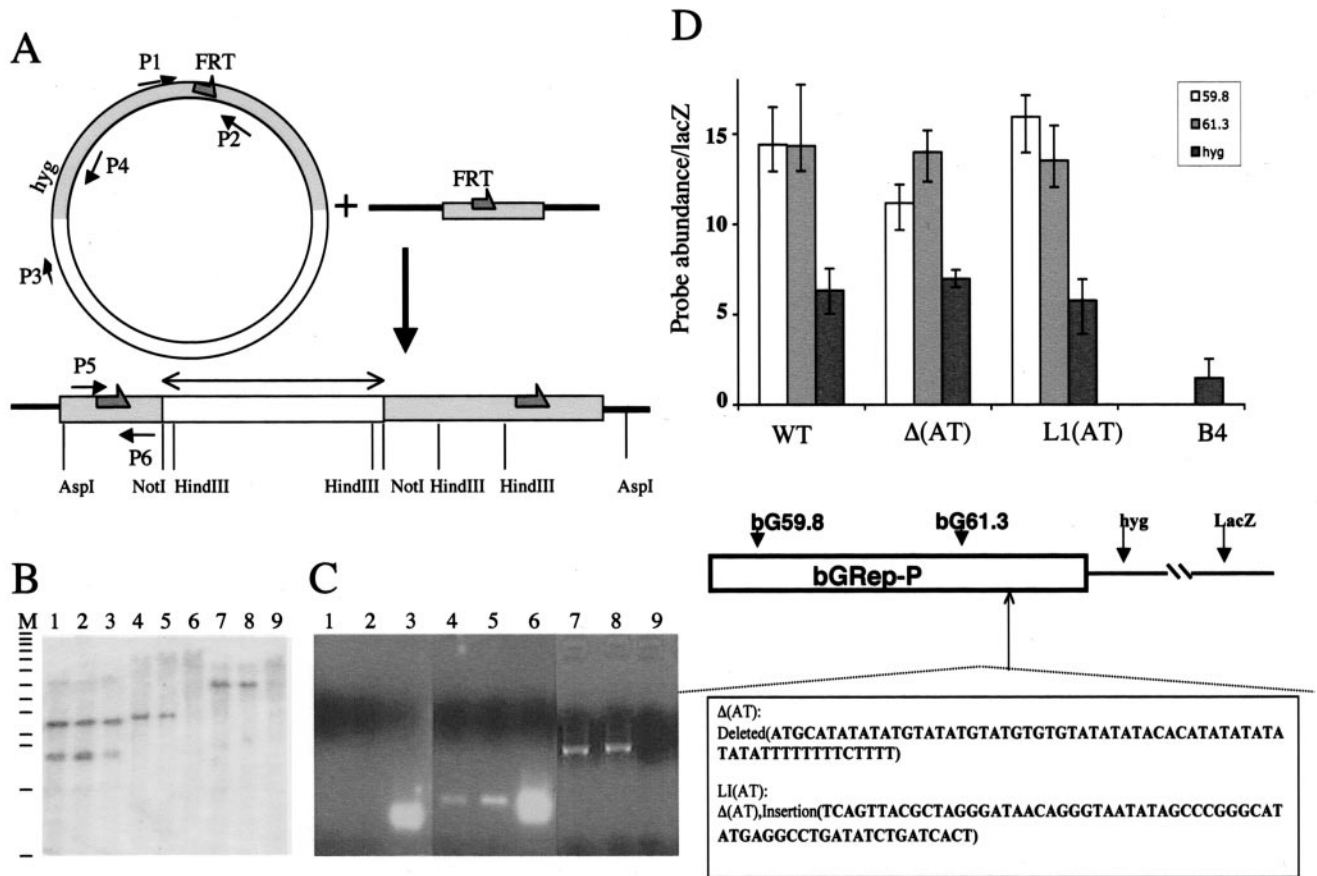 A
P1
FRT
P2
P4
hyg
P3
+
FRT
P5
P6
AspI
NotI
HindIII
HindIII
NotI
HindIII
HindIII
AspI
B
M 1 2 3 4 5 6 7 8 9
C
1 2 3 4 5 6 7 8 9
D
Probe abundance/lacZ
15
10
5
0
59.8
61.3
hyg
WT
Δ(AT)
L1(AT)
B4
bG59.8
bG61.3
hyg
LacZ
bGRep-P
Δ(AT):
Deleted(ATGCATATATATGTATATGTATGTGTGTATATATACACATATATATA
TATATTTTTTTTCTTTT)
LI(AT):
Δ(AT),Insertion(TCAGTTACGCTAGGGATAACAGGGTAATATAGCCCGGGCAT
ATGAGGCCTGATATCTGATCACT)